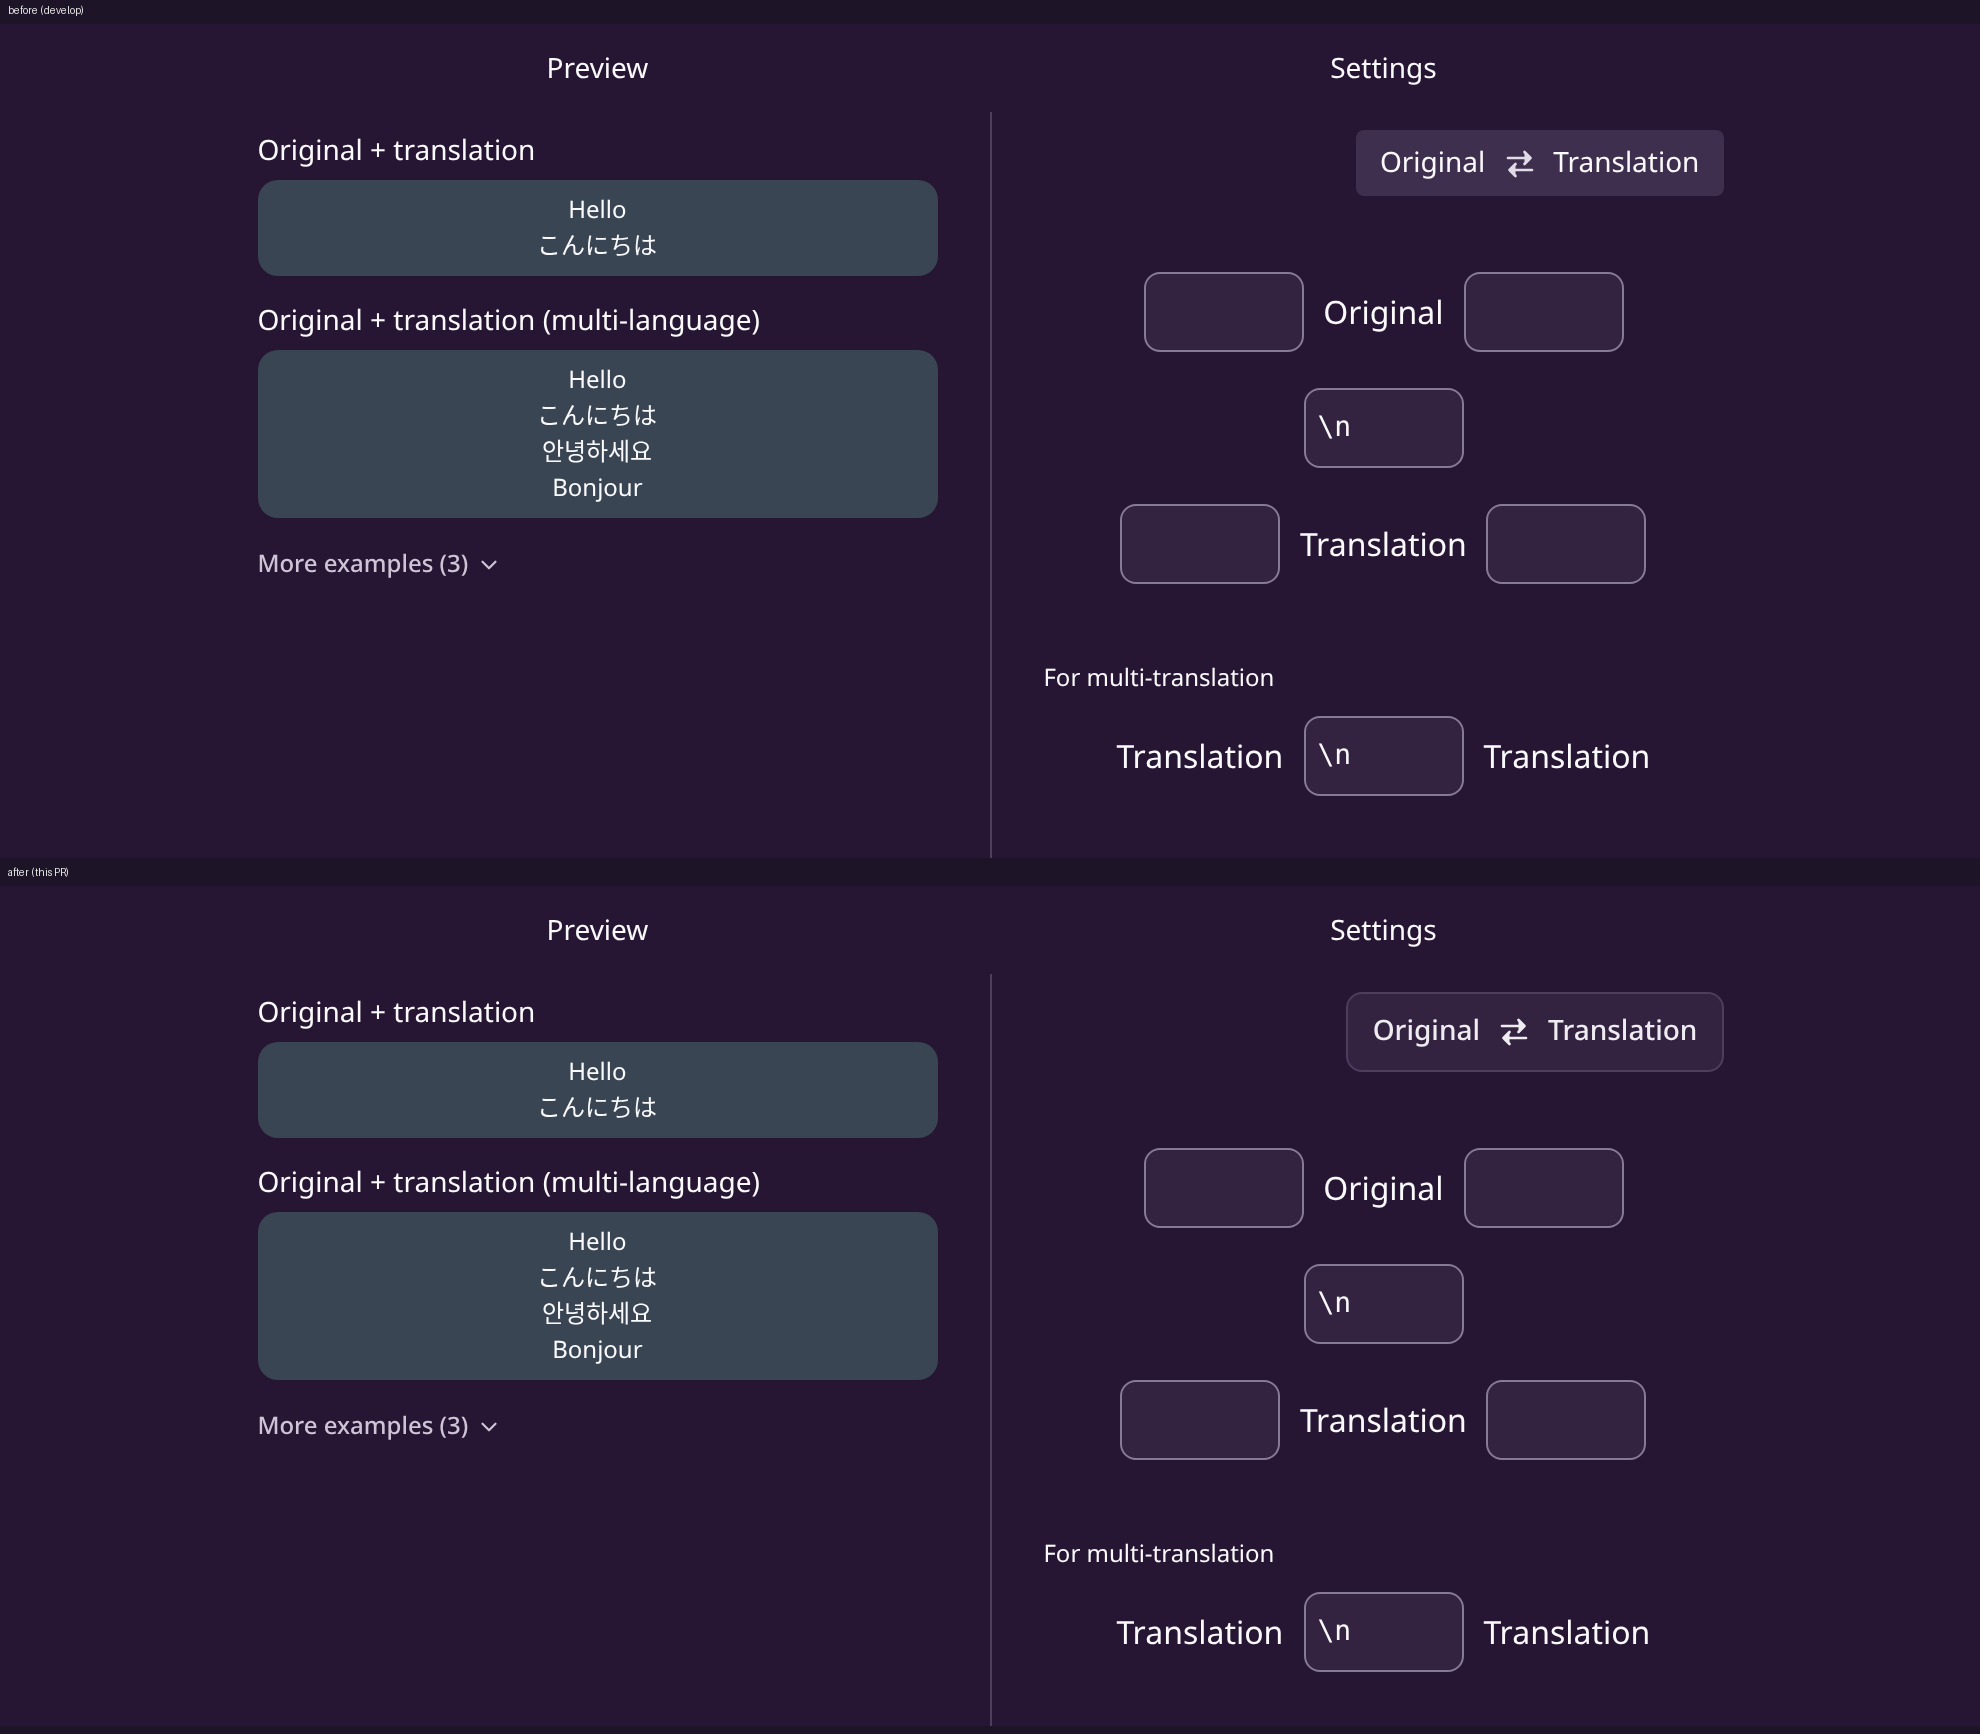 before (develop)
Preview
Settings
Original + translation
Hello
こんにちは
Original + translation (multi-language)
Hello
こんにちは
안녕하세요
Bonjour
More examples (3)
Original ⇄ Translation
Original
\n
Translation
For multi-translation
Translation \n Translation
after (this PR)
Preview
Settings
Original + translation
Hello
こんにちは
Original + translation (multi-language)
Hello
こんにちは
안녕하세요
Bonjour
More examples (3)
Original ⇄ Translation
Original
\n
Translation
For multi-translation
Translation \n Translation